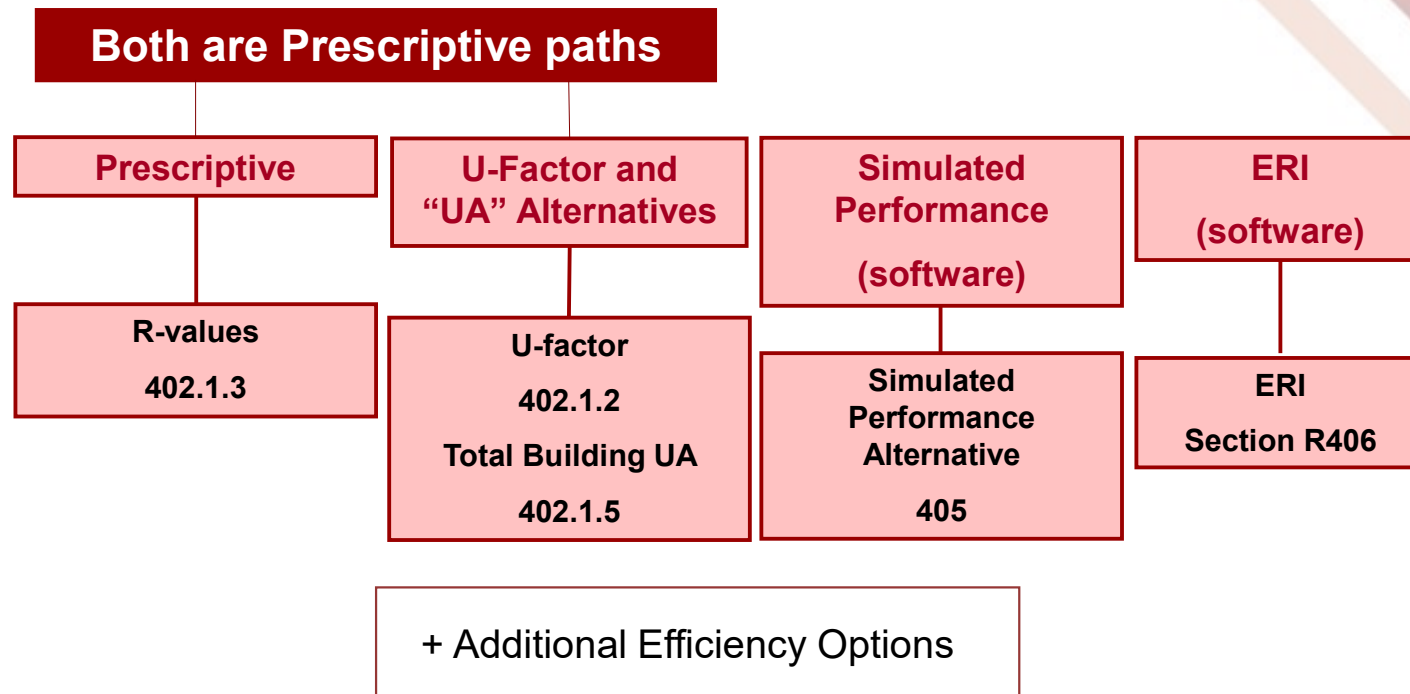 Both are Prescriptive paths
Prescriptive
U-Factor and
“UA” Alternatives
Simulated
Performance
(software)
ERI
(software)
R-values
402.1.3
U-factor
402.1.2
Total Building UA
402.1.5
Simulated
Performance
Alternative
405
ERI
Section R406
+ Additional Efficiency Options